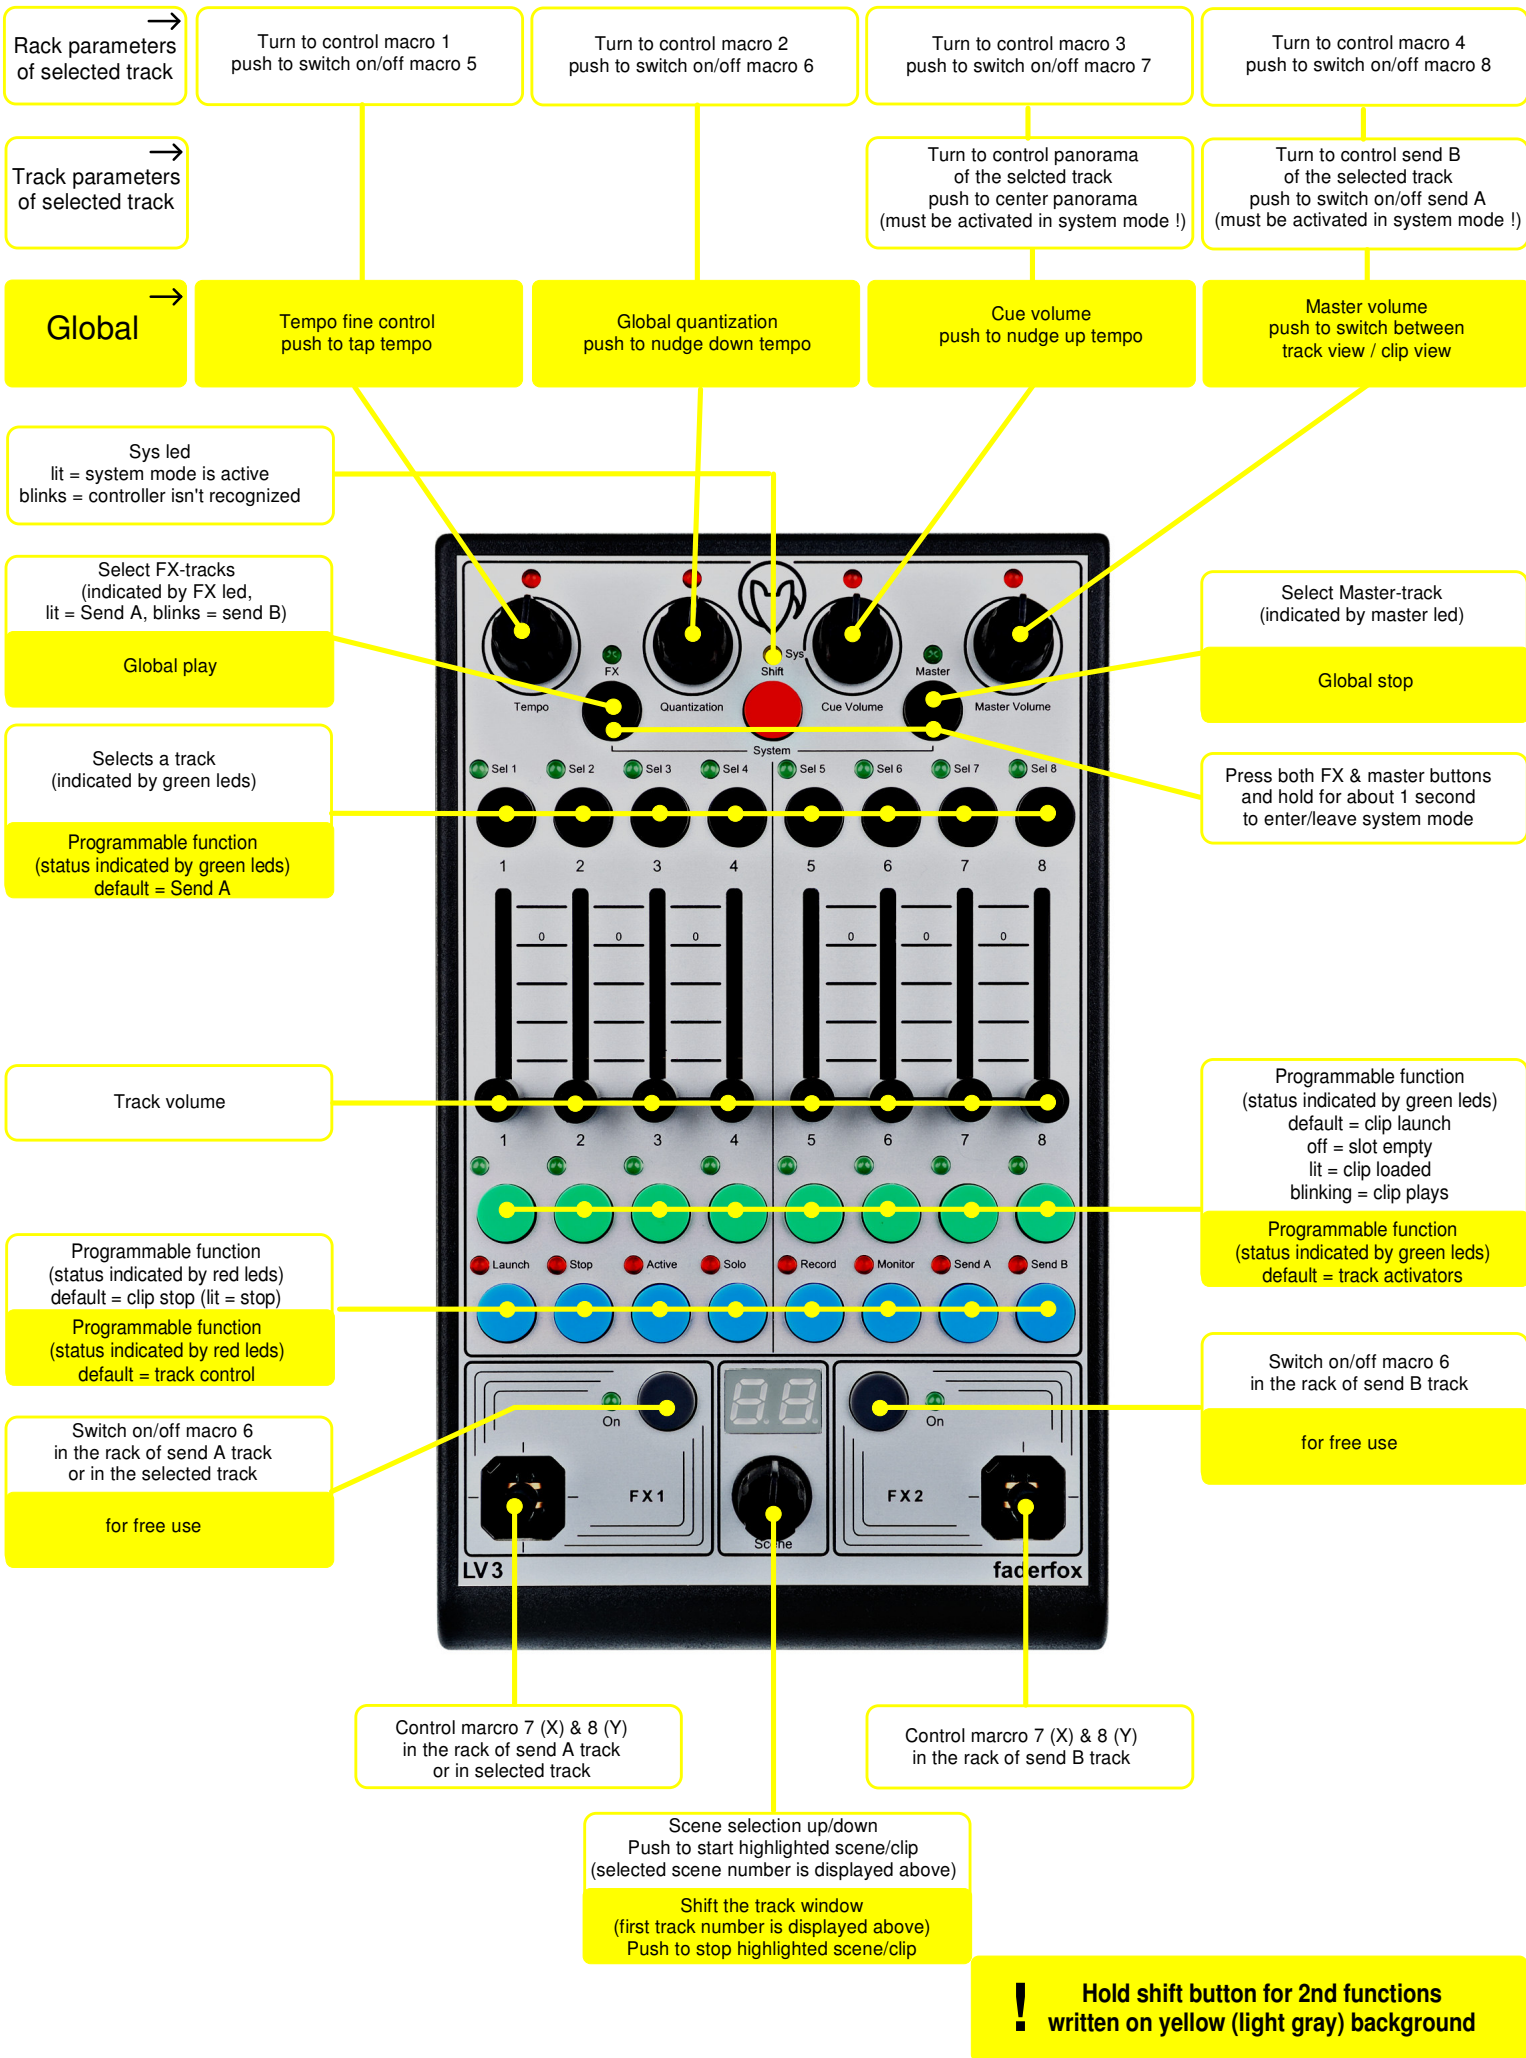 Rack parameters
of selected track
Turn to control macro 1
push to switch on/off macro 5
Turn to control macro 2
push to switch on/off macro 6
Turn to control macro 3
push to switch on/off macro 7
Turn to control macro 4
push to switch on/off macro 8
Track parameters
of selected track
Turn to control panorama
of the selcted track
push to center panorama
(must be activated in system mode !)
Turn to control send B
of the selected track
push to switch on/off send A
(must be activated in system mode !)
Global
Tempo fine control
push to tap tempo
Global quantization
push to nudge down tempo
Cue volume
push to nudge up tempo
Master volume
push to switch between
track view / clip view
Sys led
lit = system mode is active
blinks = controller isn't recognized
Select FX-tracks
(indicated by FX led,
lit = Send A, blinks = send B)
Global play
Select Master-track
(indicated by master led)
Global stop
Selects a track
(indicated by green leds)
Programmable function
(status indicated by green leds)
default = Send A
Press both FX & master buttons
and hold for about 1 second
to enter/leave system mode
Sys
FX Shift Master
Tempo Quantization Cue Volume Master Volume
System
Sel 1 Sel 2 Sel 3 Sel 4 Sel 5 Sel 6 Sel 7 Sel 8
1 2 3 4 5 6 7 8
0 0 0 0 0 0
Track volume
1 2 3 4 5 6 7 8
Programmable function
(status indicated by green leds)
default = clip launch
off = slot empty
lit = clip loaded
blinking = clip plays
Programmable function
(status indicated by green leds)
default = track activators
Launch Stop Active Solo Record Monitor Send A Send B
Programmable function
(status indicated by red leds)
default = clip stop (lit = stop)
Programmable function
(status indicated by red leds)
default = track control
Switch on/off macro 6
in the rack of send B track
for free use
Switch on/off macro 6
in the rack of send A track
or in the selected track
for free use
On On
FX1 FX2
Scene
LV3 faderfox
Control marcro 7 (X) & 8 (Y)
in the rack of send A track
or in selected track
Control marcro 7 (X) & 8 (Y)
in the rack of send B track
Scene selection up/down
Push to start highlighted scene/clip
(selected scene number is displayed above)
Shift the track window
(first track number is displayed above)
Push to stop highlighted scene/clip
! Hold shift button for 2nd functions
written on yellow (light gray) background